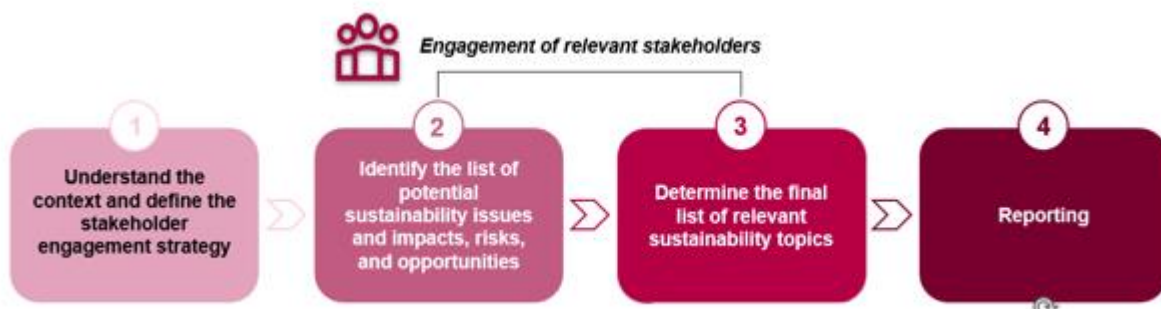 Engagement of relevant stakeholders
1
Understand the
context and define the
stakeholder
engagement strategy
2
Identify the list of
potential
sustainability issues
and impacts, risks,
and opportunities
3
Determine the final
list of relevant
sustainability topics
4
Reporting